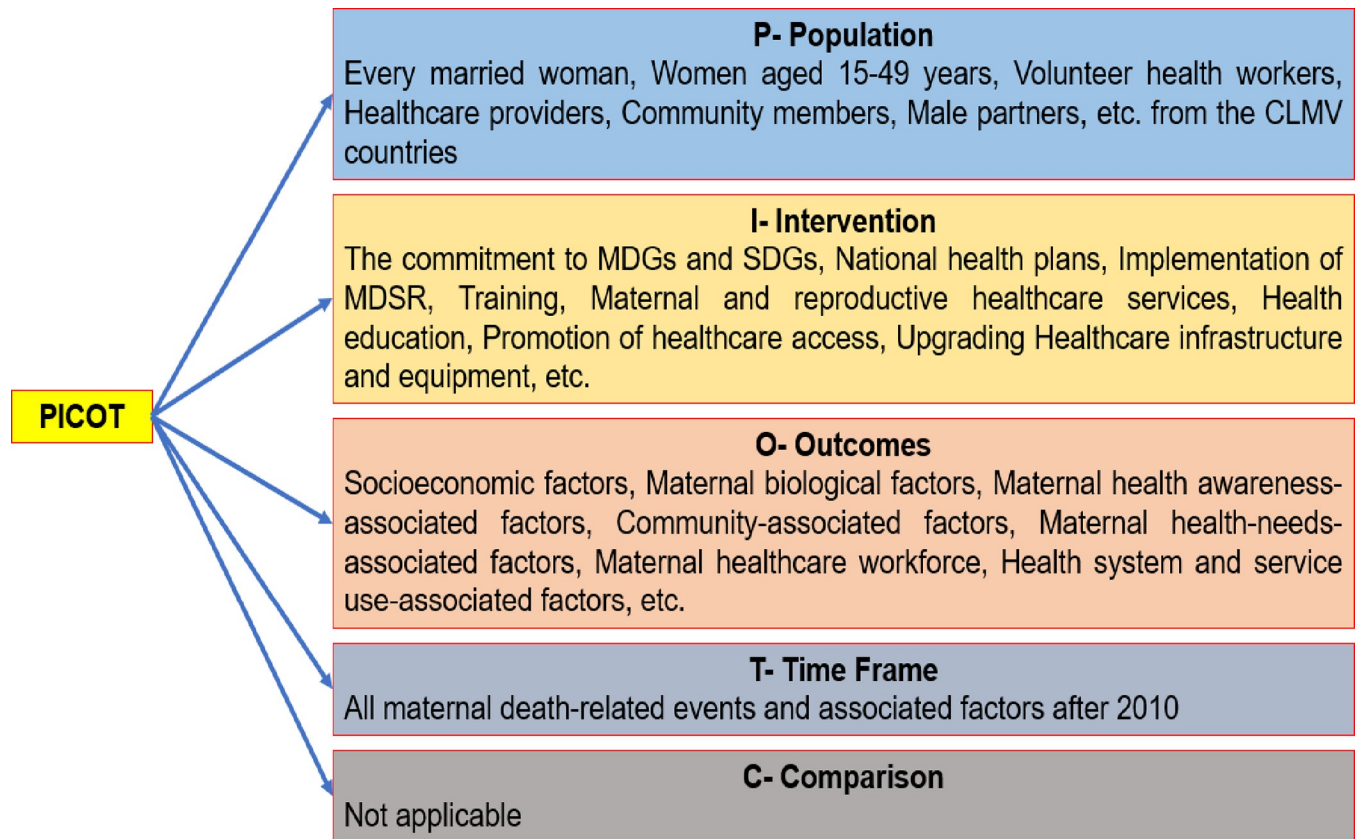 PICOT
P- Population
Every married woman, Women aged 15-49 years, Volunteer health workers,
Healthcare providers, Community members, Male partners, etc. from the CLMV
countries
I- Intervention
The commitment to MDGs and SDGs, National health plans, Implementation of
MDSR, Training, Maternal and reproductive healthcare services, Health
education, Promotion of healthcare access, Upgrading Healthcare infrastructure
and equipment, etc.
O- Outcomes
Socioeconomic factors, Maternal biological factors, Maternal health awareness-
associated factors, Community-associated factors, Maternal health-needs-
associated factors, Maternal healthcare workforce, Health system and service
use-associated factors, etc.
T- Time Frame
All maternal death-related events and associated factors after 2010
C- Comparison
Not applicable